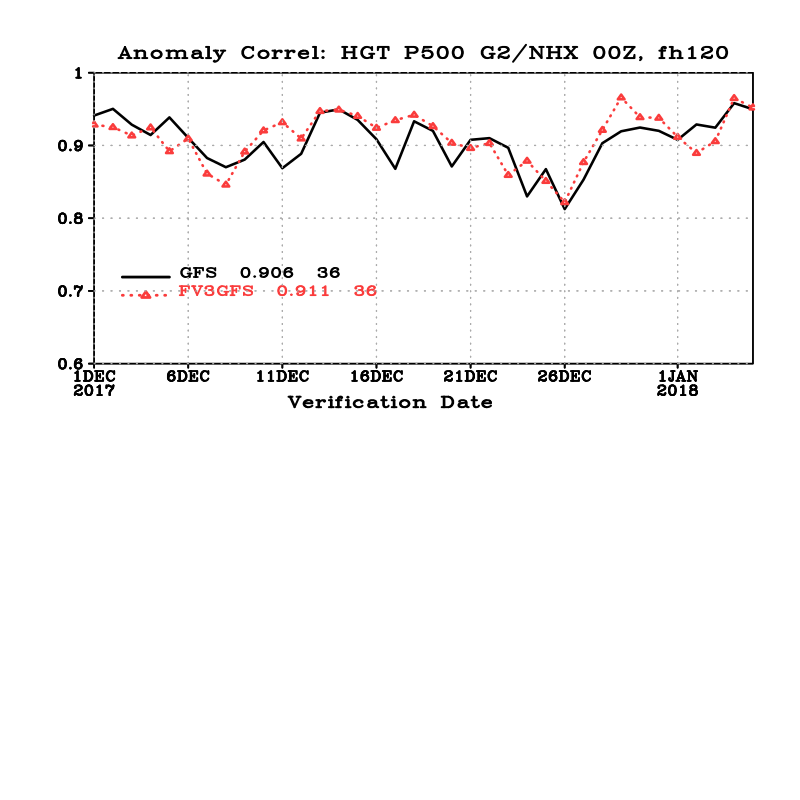 Anomaly Correl: HGT P500 G2/NHX 00Z, fh120
1
0.9
0.8
0.7
0.6
GFS 0.906 36
FV3GFS 0.911 36
1DEC 6DEC 11DEC 16DEC 21DEC 26DEC 1JAN
2017 2018
Verification Date